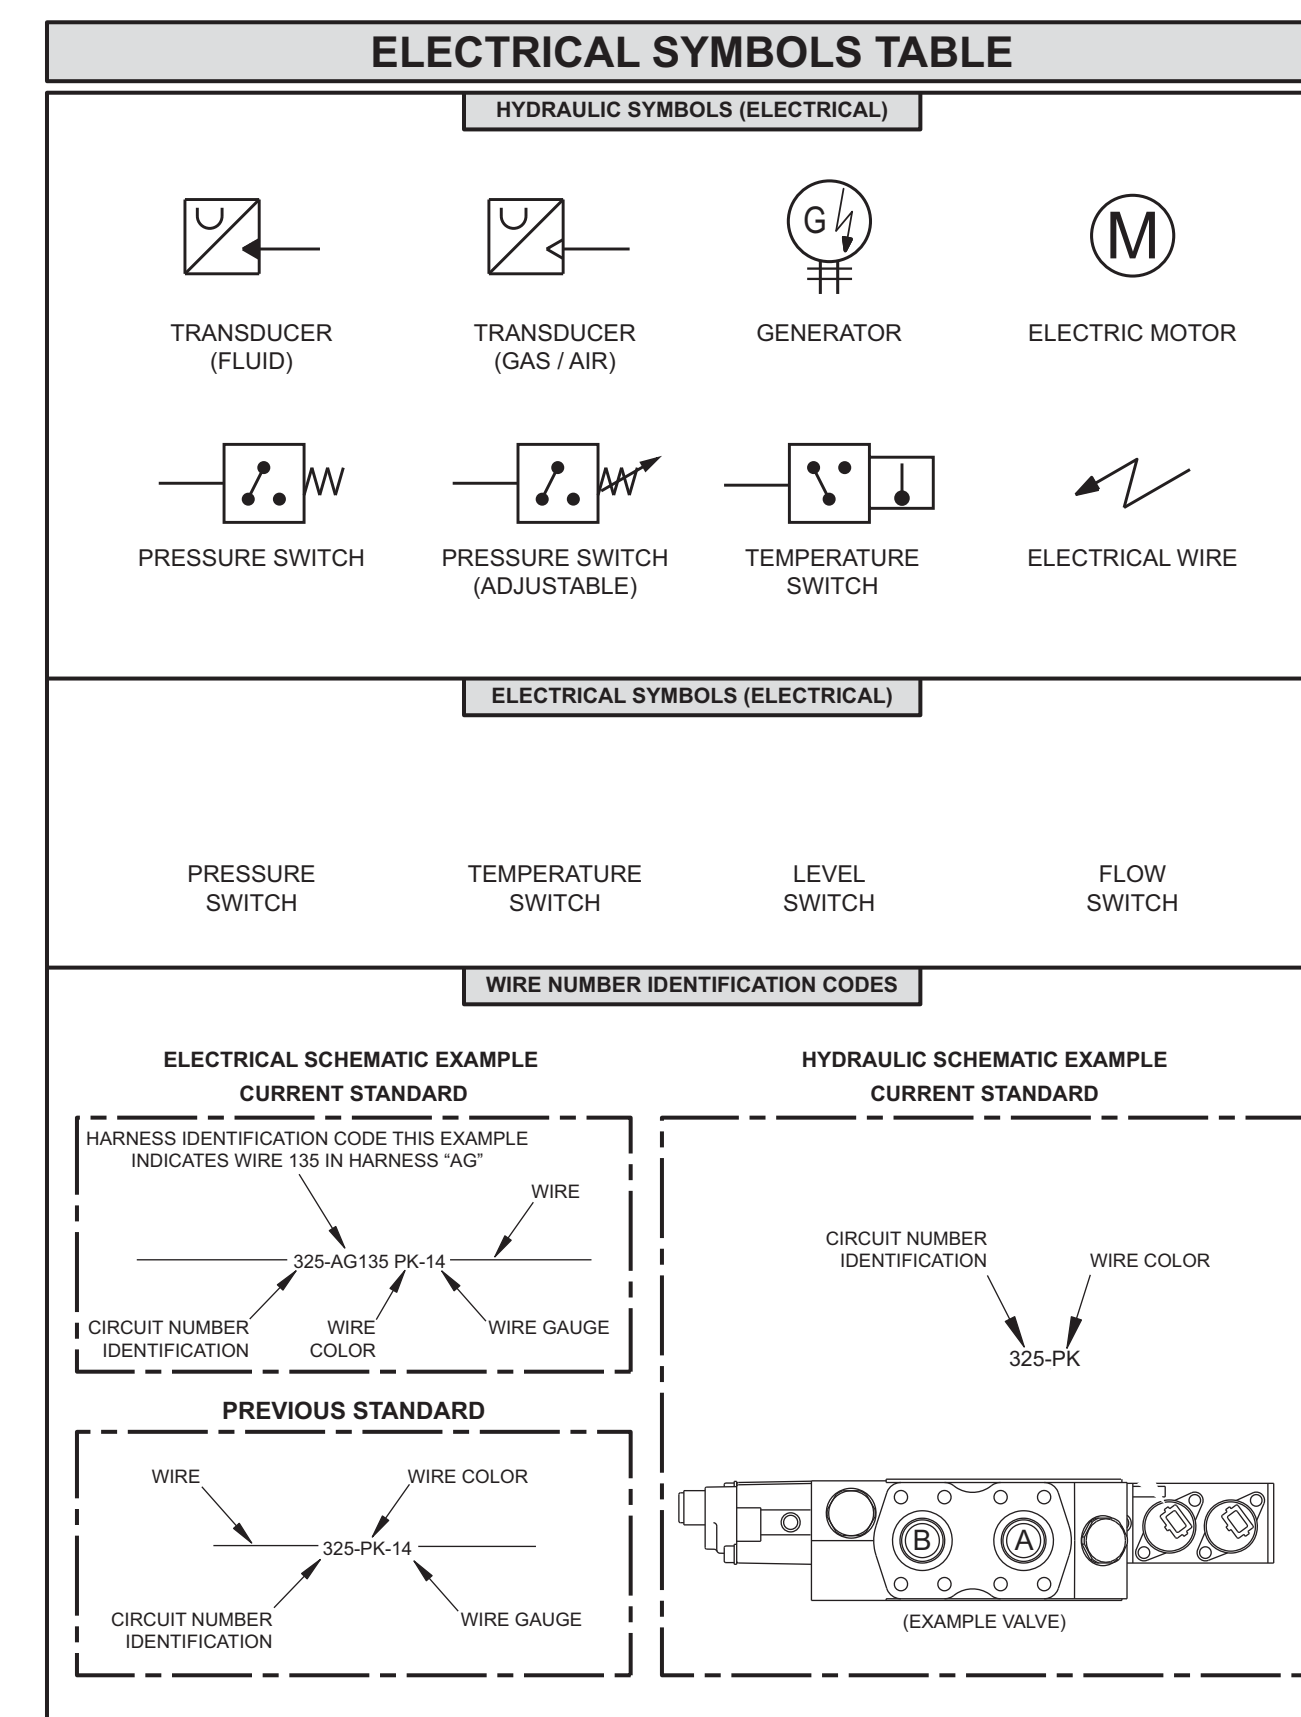 ELECTRICAL SYMBOLS TABLE
HYDRAULIC SYMBOLS (ELECTRICAL)
G
M
TRANSDUCER
(FLUID)
TRANSDUCER
(GAS / AIR)
GENERATOR
ELECTRIC MOTOR
PRESSURE SWITCH
PRESSURE SWITCH
(ADJUSTABLE)
TEMPERATURE
SWITCH
ELECTRICAL WIRE
ELECTRICAL SYMBOLS (ELECTRICAL)
PRESSURE
SWITCH
TEMPERATURE
SWITCH
LEVEL
SWITCH
FLOW
SWITCH
WIRE NUMBER IDENTIFICATION CODES
ELECTRICAL SCHEMATIC EXAMPLE
CURRENT STANDARD
HARNESS IDENTIFICATION CODE THIS EXAMPLE
INDICATES WIRE 135 IN HARNESS “AG”
WIRE
325-AG135 PK-14
CIRCUIT NUMBER
IDENTIFICATION
WIRE
COLOR
WIRE GAUGE
PREVIOUS STANDARD
WIRE
WIRE COLOR
325-PK-14
CIRCUIT NUMBER
IDENTIFICATION
WIRE GAUGE
HYDRAULIC SCHEMATIC EXAMPLE
CURRENT STANDARD
CIRCUIT NUMBER
IDENTIFICATION
WIRE COLOR
325-PK
B
A
(EXAMPLE VALVE)